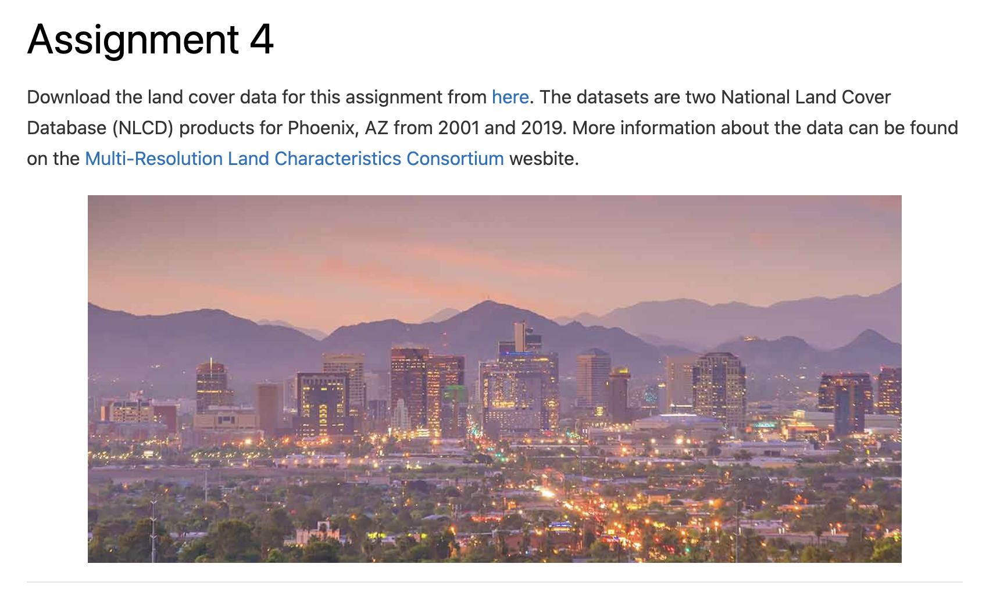 Assignment 4
Download the land cover data for this assignment from here. The datasets are two National Land Cover
Database (NLCD) products for Phoenix, AZ from 2001 and 2019. More information about the data can be found
on the Multi-Resolution Land Characteristics Consortium wesbite.